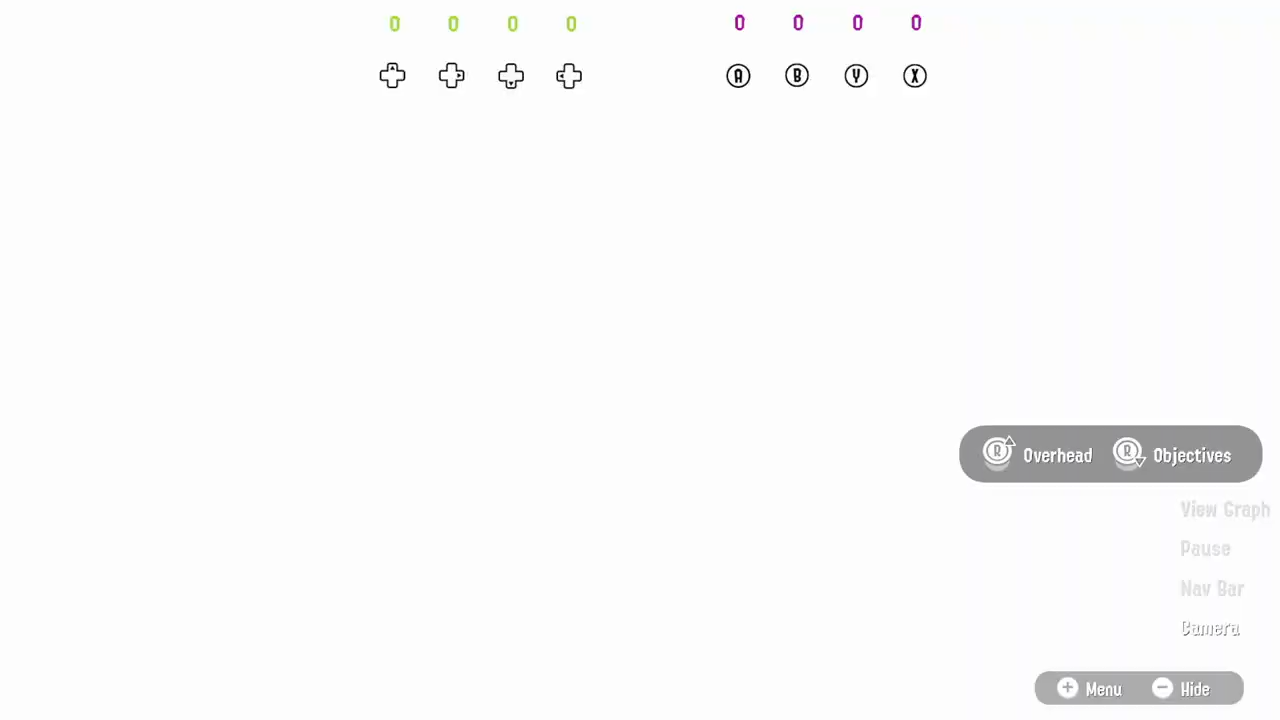 0 0 0 0 0 0 0 0
A B Y X
R Overhead R Objectives
View Graph
Pause
Nav Bar
Camera
+ Menu − Hide